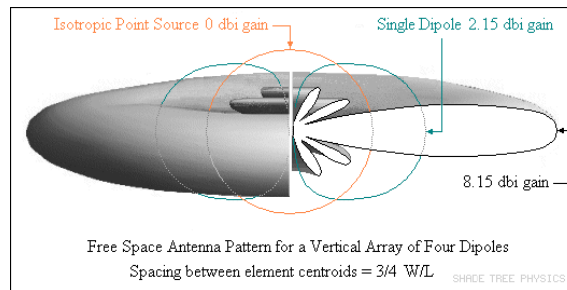 Isotropic Point Source 0 dbi gain
Single Dipole 2.15 dbi gain
8.15 dbi gain
Free Space Antenna Pattern for a Vertical Array of Four Dipoles
Spacing between element centroids = 3/4 W/L
SHADE TREE PHYSICS